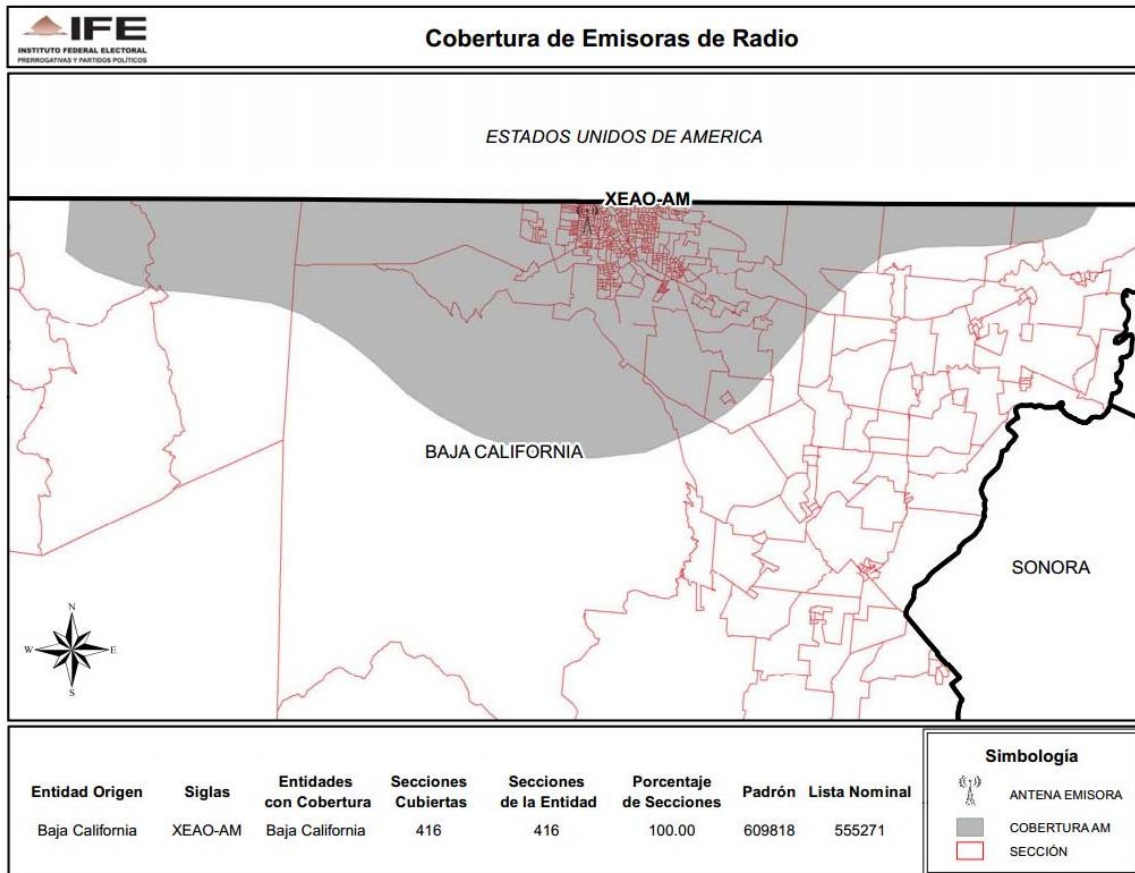 IFE
INSTITUTO FEDERAL ELECTORAL
PRERROGATIVAS Y PARTIDOS POLÍTICOS
Cobertura de Emisoras de Radio
ESTADOS UNIDOS DE AMERICA
XEAO-AM
BAJA CALIFORNIA
SONORA
N
W E
S
Entidad Origen Siglas Entidades con Cobertura Secciones Cubiertas Secciones de la Entidad Porcentaje de Secciones Padrón Lista Nominal
Baja California XEAO-AM Baja California 416 416 100.00 609818 555271
Simbología
ANTENA EMISORA
COBERTURA AM
SECCIÓN